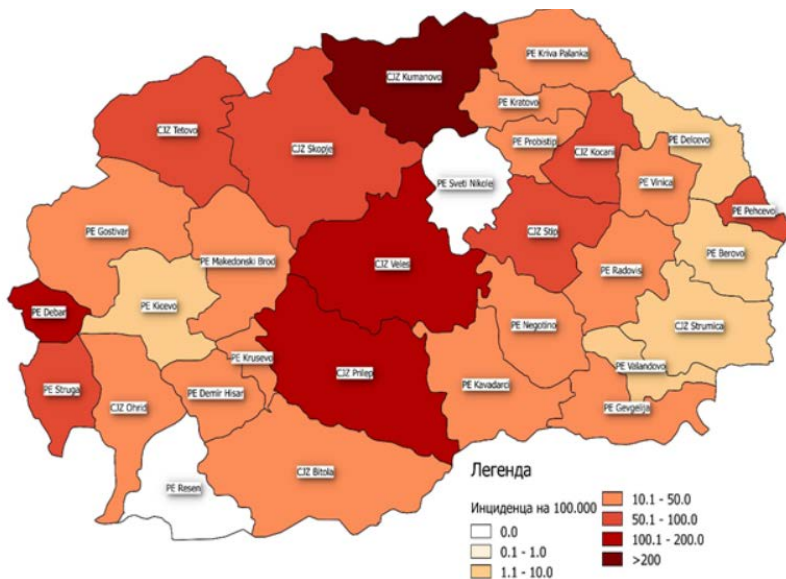 PE Kriva Palanka
CJZ Kumanovo
PE Kratovo
CJZ Tetovo
CJZ Skopje
PE Probistip
PE Delcevo
CJZ Kocani
PE Sveti Nikole
PE Vinica
PE Pehcevo
PE Gostivar
CJZ Stip
PE Makedonski Brod
PE Berovo
CJZ Veles
PE Radovis
PE Debar
PE Kicevo
PE Negotino
CJZ Strumica
PE Krusevo
PE Valandovo
CJZ Prilep
PE Struga
PE Demir Hisar
PE Kavadarci
CJZ Ohrid
PE Gevgelija
CJZ Bitola
PE Resen
Легенда
Инциденца на 100.000
0.0
0.1 - 1.0
1.1 - 10.0
10.1 - 50.0
50.1 - 100.0
100.1 - 200.0
>200